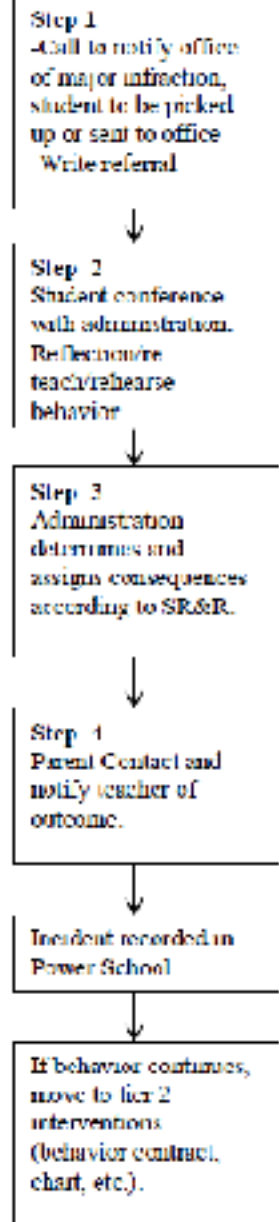 Step 1
-Call to notify office
of major infraction,
student to be picked
up or sent to office
Write referral
Step 2
Student conference
with administration.
Reflection/re
teach/rehearse
behavior
Step 3
Administration
determines and
assigns consequences
according to SR&R.
Step 4
Parent Contact and
notify teacher of
outcome.
Incident recorded in
Power School
If behavior continues,
move to tier 2
interventions
(behavior contract,
chart, etc.).